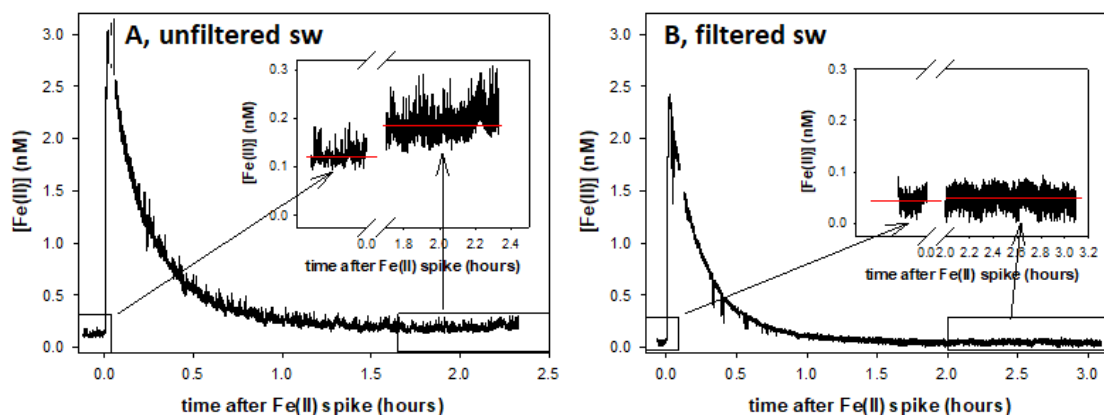 A, unfiltered sw
[Fe(II)] (nM)
3.0
2.5
2.0
1.5
1.0
0.5
0.0
0.0 0.5 1.0 1.5 2.0 2.5
time after Fe(II) spike (hours)
[Fe(II)] (nM)
0.3
0.2
0.1
0.0
0.0 1.8 2.0 2.2 2.4
time after Fe(II) spike (hours)
B, filtered sw
[Fe(II)] (nM)
3.0
2.5
2.0
1.5
1.0
0.5
0.0
0.0 0.5 1.0 1.5 2.0 2.5 3.0
time after Fe(II) spike (hours)
[Fe(II)] (nM)
0.3
0.2
0.1
0.0
0.0 2.0 2.2 2.4 2.6 2.8 3.0 3.2
time after Fe(II) spike (hours)